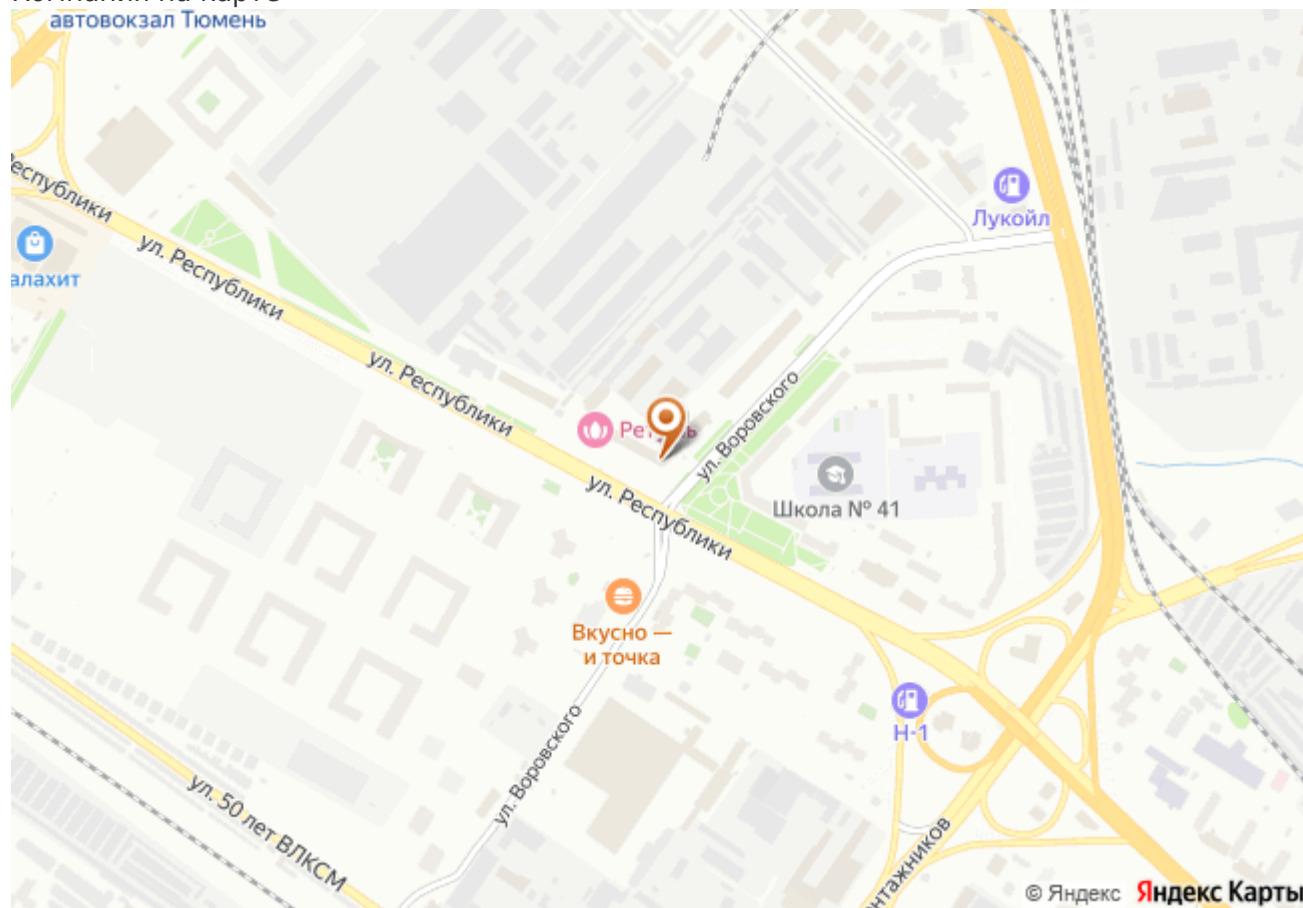 автовокзал Тюмень
Республики
Лукойл
ул. Республики
алахит
ул. Республики
ул. Воровского
ул. Республики
Школа № 41
Вкусно —
и точка
Н-1
ул. Воровского
ул. 50 лет ВЛКСМ
нтажников
© Яндекс Яндекс Карты